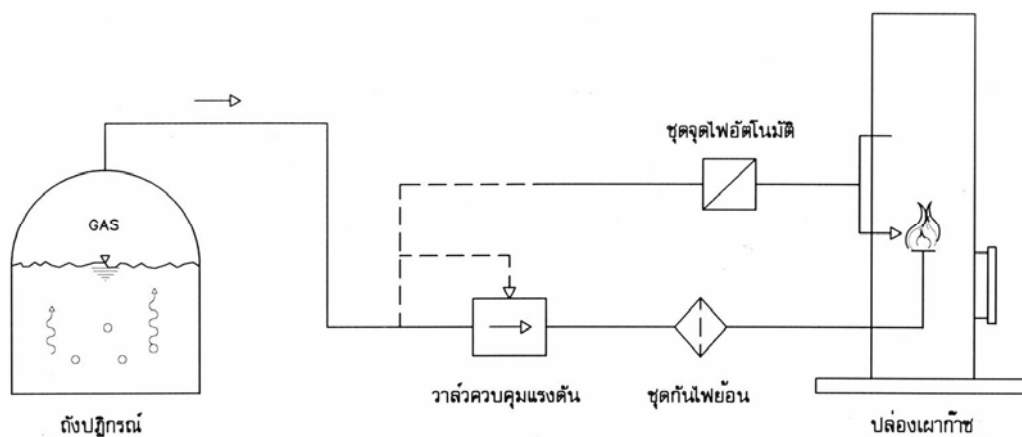 ชุดจุดไฟอัตโนมัติ
GAS
วาล์วควบคุมแรงดัน
ชุดกันไฟย้อน
ถังปฏิกรณ์
ปล่องเผาก๊าซ